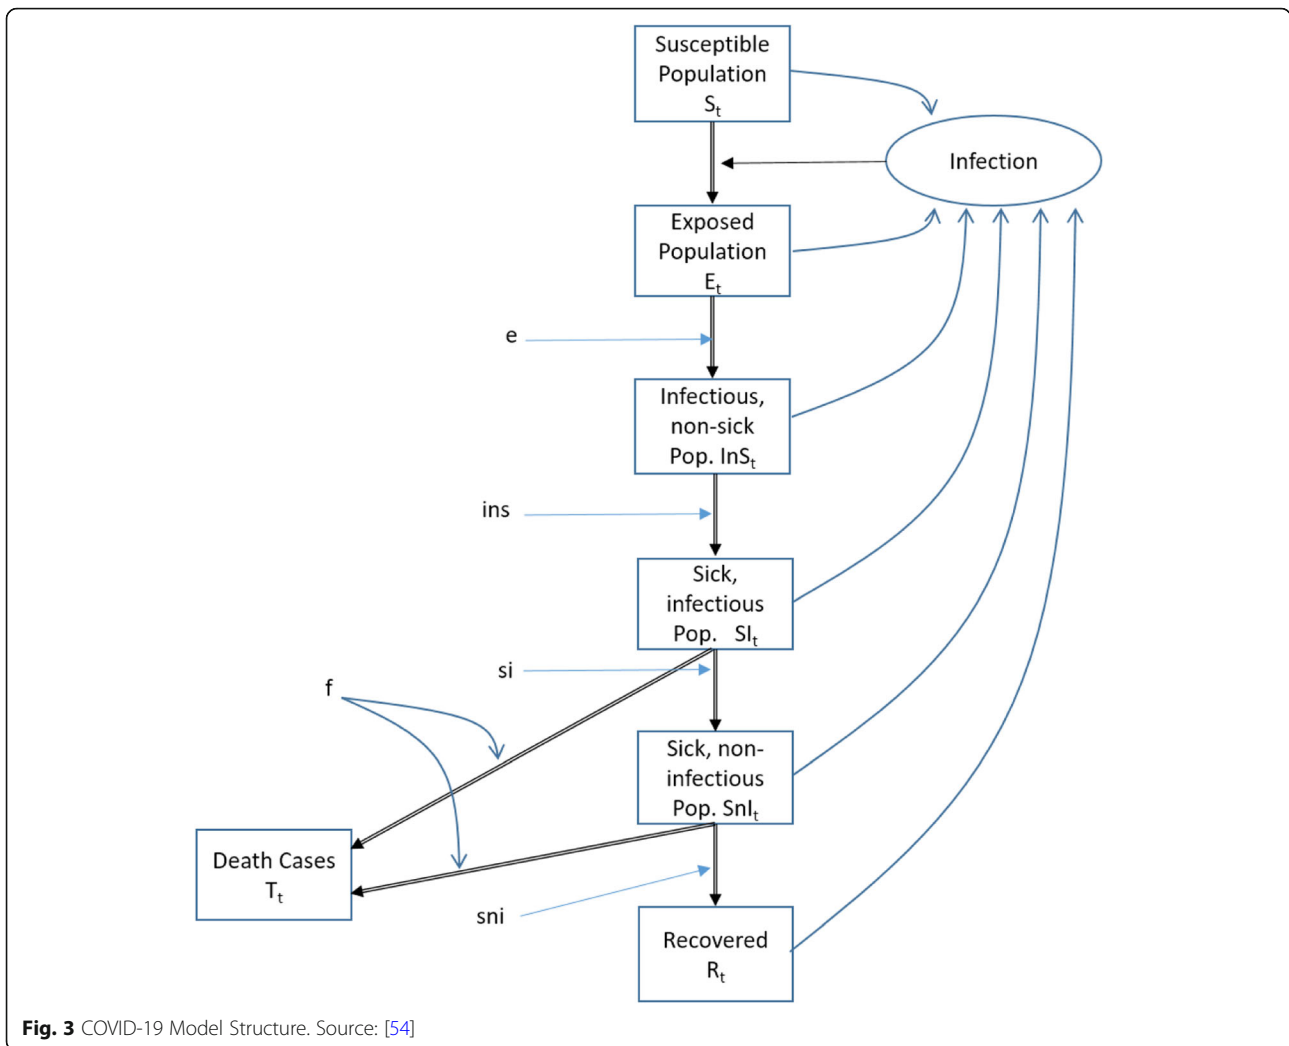 Susceptible
Population
Sₜ
Infection
Exposed
Population
Eₜ
e
Infectious,
non-sick
Pop. InSₜ
ins
Sick,
infectious
Pop. SIₜ
si
f
Sick, non-
infectious
Pop. SnIₜ
Death Cases
Tₜ
sni
Recovered
Rₜ
Fig. 3 COVID-19 Model Structure. Source: [54]